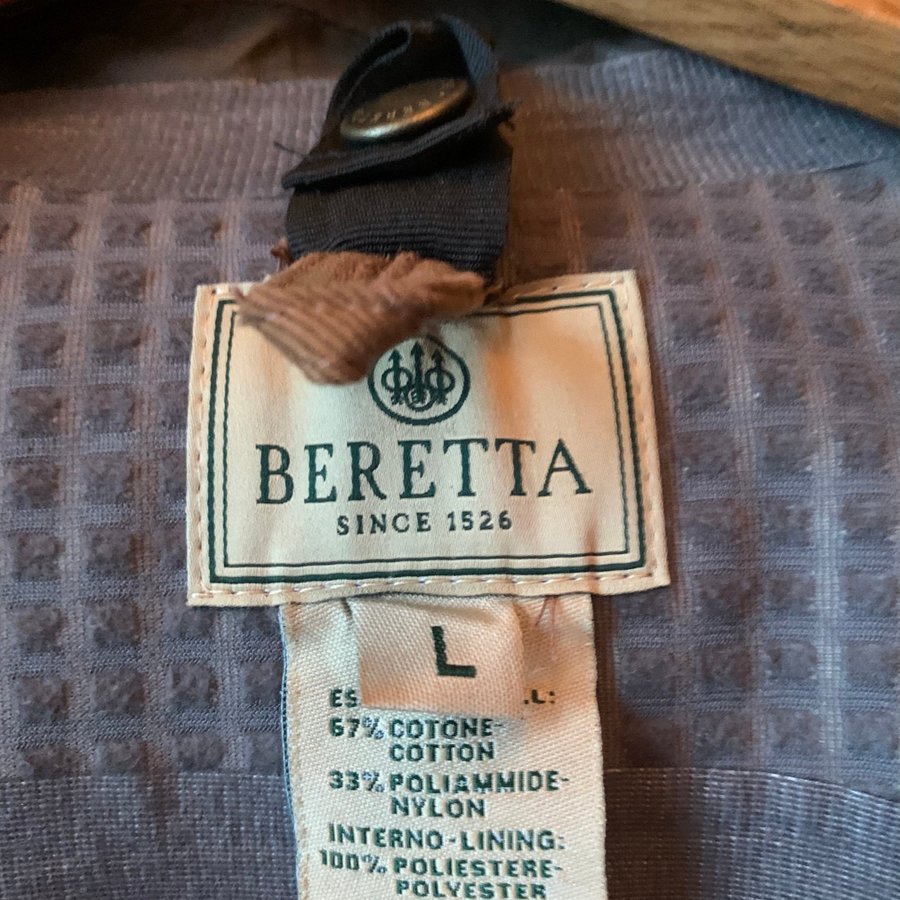 BERETTA
SINCE 1526
L
67% COTONE-
COTTON
33% POLIAMMIDE-
NYLON
INTERNO-LINING:
100% POLIESTERE-
POLYESTER